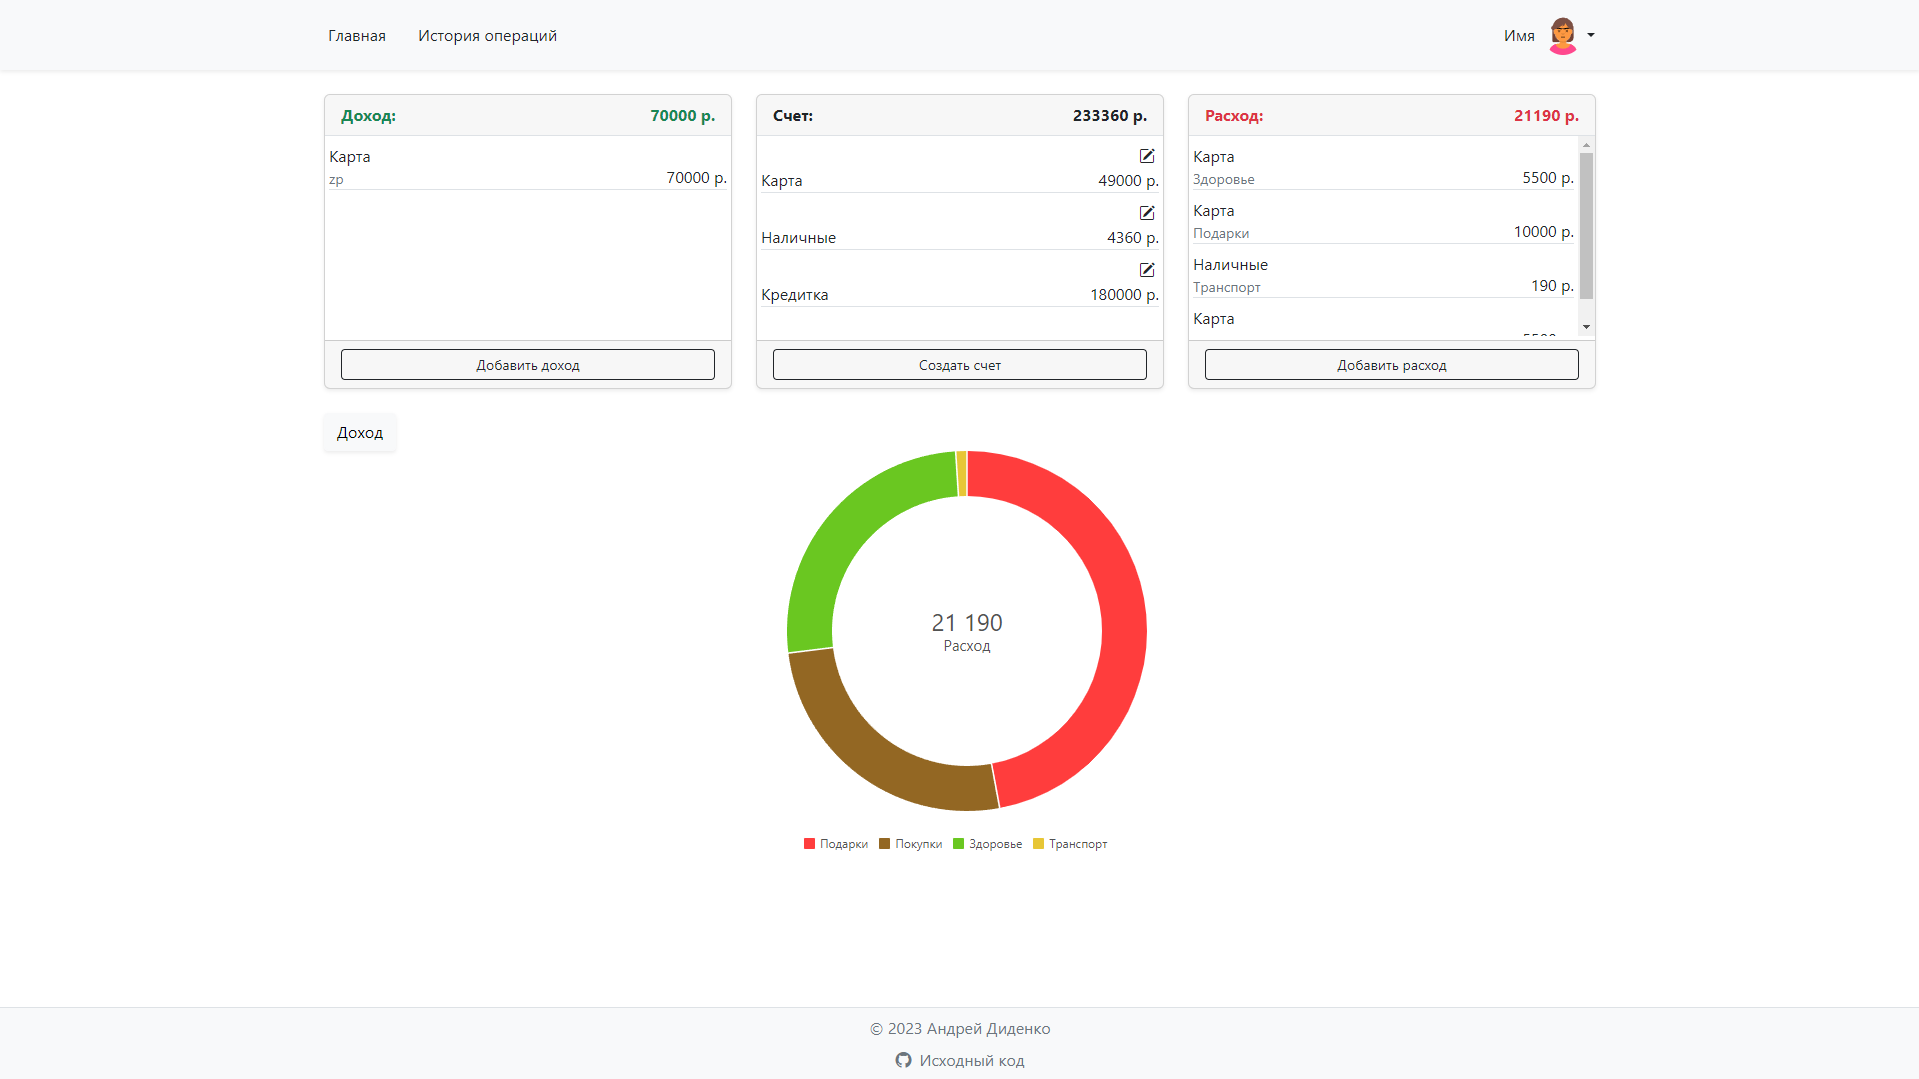 Главная История операций Имя
Доход: 70000 р.
Карта
zp 70000 р.
Добавить доход
Счет: 233360 р.
Карта 49000 р.
Наличные 4360 р.
Кредитка 180000 р.
Создать счет
Расход: 21190 р.
Карта
Здоровье 5500 р.
Карта
Подарки 10000 р.
Наличные
Транспорт 190 р.
Карта
Добавить расход
Доход
21 190
Расход
Подарки Покупки Здоровье Транспорт
© 2023 Андрей Диденко
Исходный код